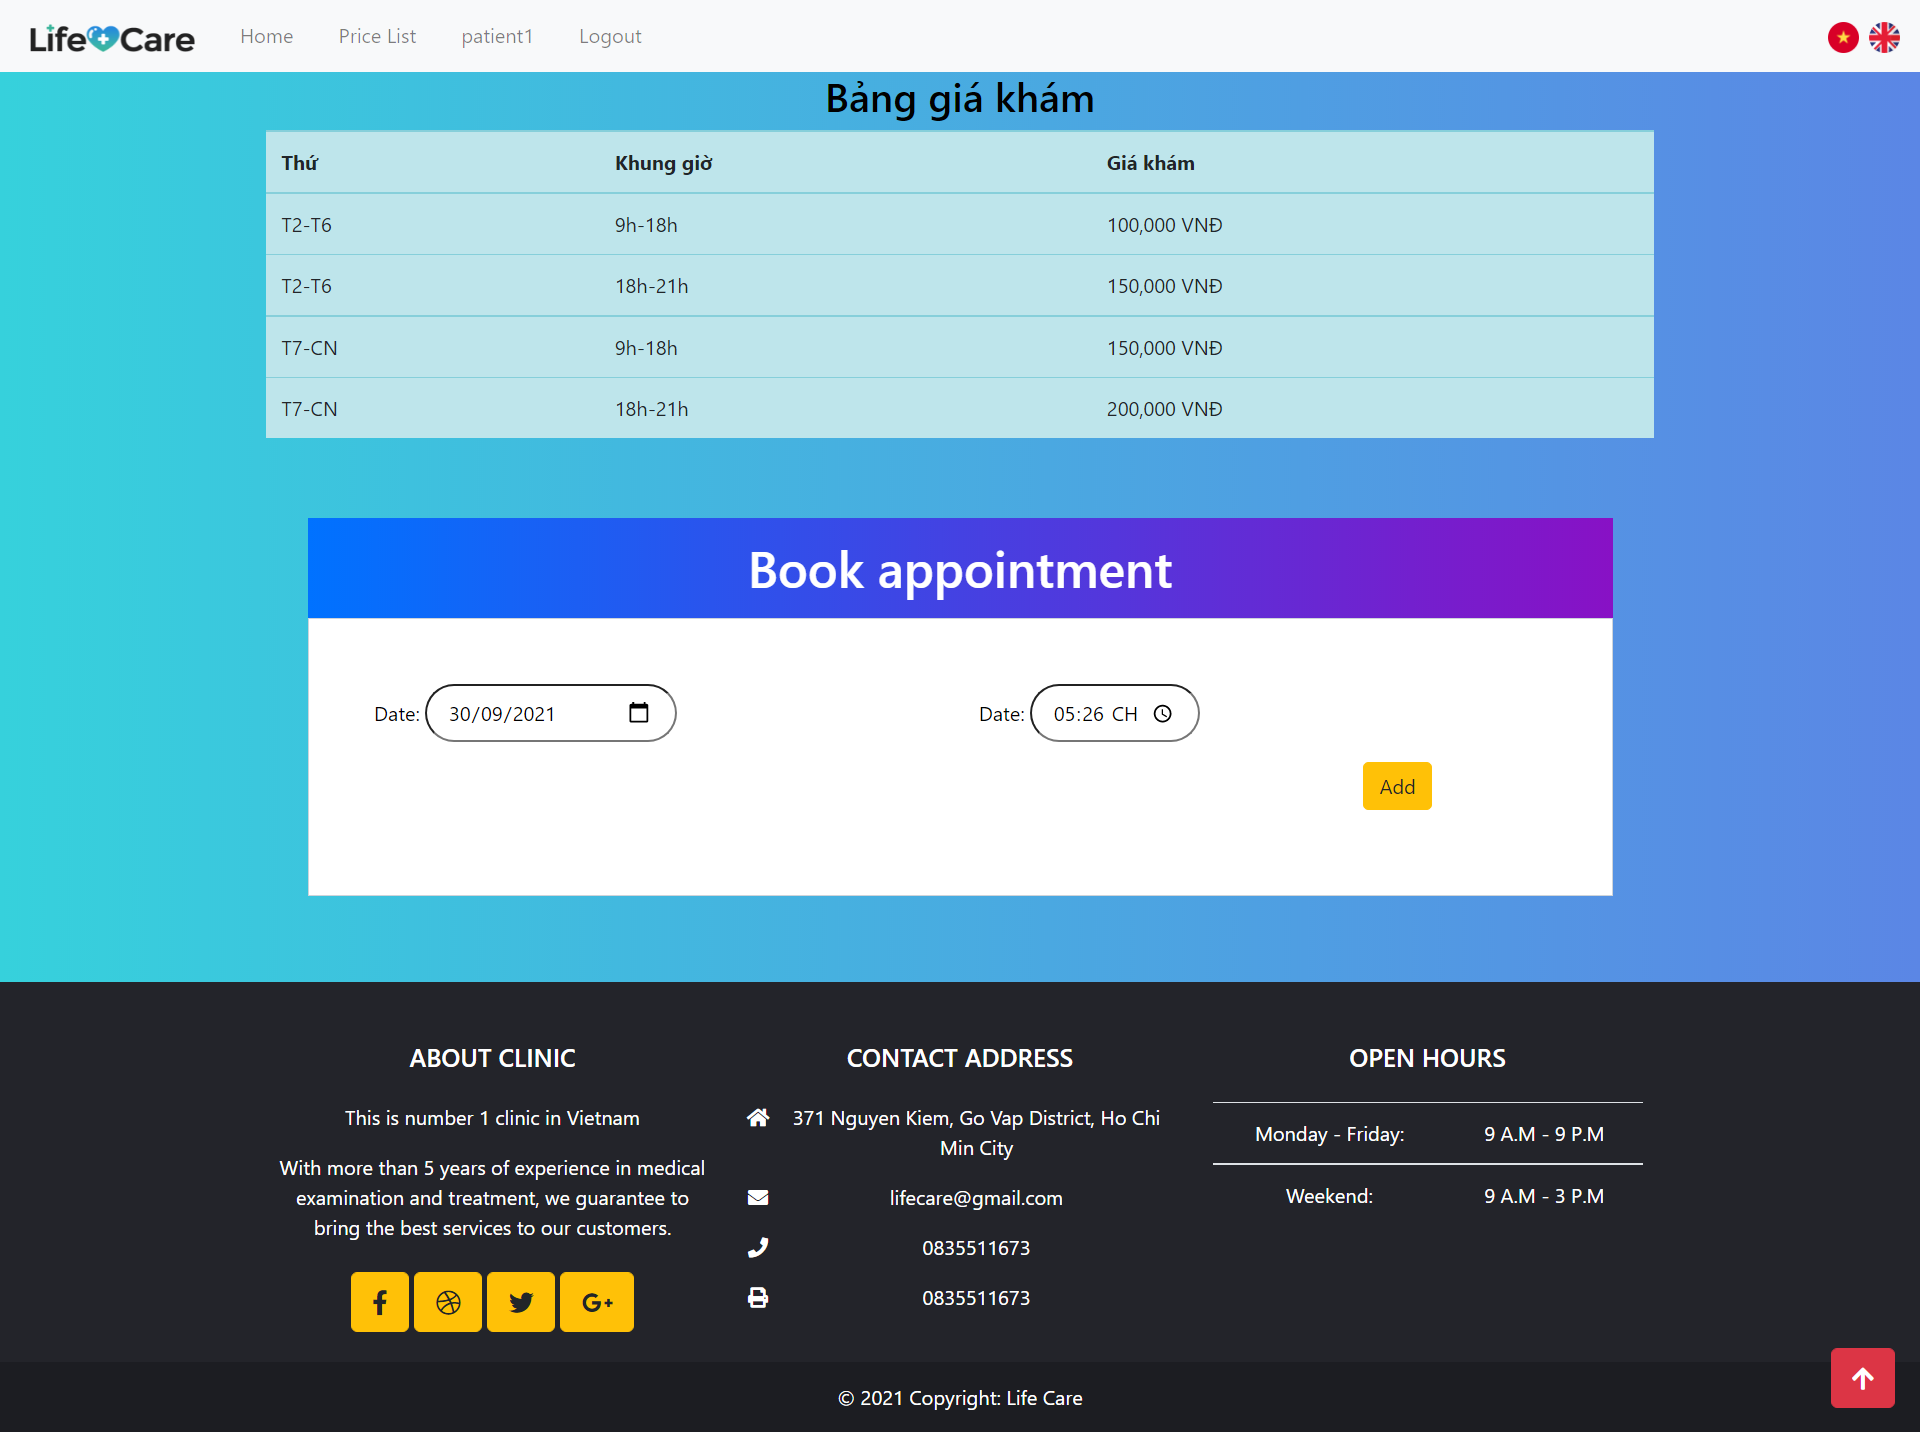 Life Care Home Price List patient1 Logout
Bảng giá khám
Thứ Khung giờ Giá khám
T2-T6 9h-18h 100,000 VNĐ
T2-T6 18h-21h 150,000 VNĐ
T7-CN 9h-18h 150,000 VNĐ
T7-CN 18h-21h 200,000 VNĐ
Book appointment
Date: 30/09/2021 Date: 05:26 CH
Add
ABOUT CLINIC
This is number 1 clinic in Vietnam
With more than 5 years of experience in medical
examination and treatment, we guarantee to
bring the best services to our customers.
G+
CONTACT ADDRESS
371 Nguyen Kiem, Go Vap District, Ho Chi
Min City
lifecare@gmail.com
0835511673
0835511673
OPEN HOURS
Monday - Friday: 9 A.M - 9 P.M
Weekend: 9 A.M - 3 P.M
© 2021 Copyright: Life Care